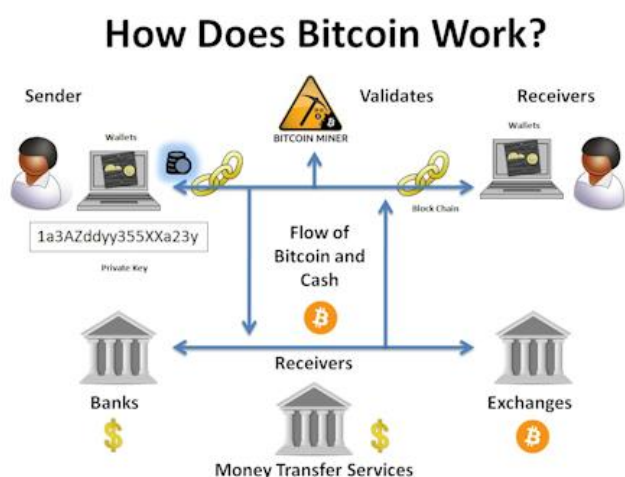 How Does Bitcoin Work?
Sender
Validates
Receivers
Wallets
BITCOIN MINER
Wallets
1a3AZddyy355XXa23y
Private Key
Block Chain
Flow of
Bitcoin and
Cash
Receivers
Banks
Exchanges
Money Transfer Services